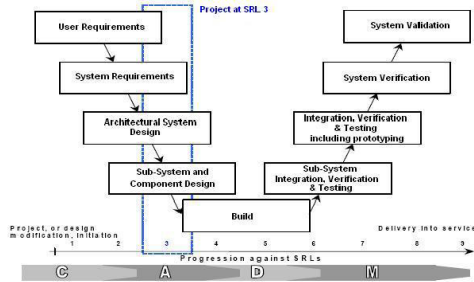 Project at SRL 3
User Requirements
System Validation
System Requirements
System Verification
Architectural System
Design
Integration, Verification
& Testing
including prototyping
Sub-System and
Component Design
Sub-System
Integration, Verification
& Testing
Build
Project, or design
modification, initiation
Delivery into service
1 2 3 4 5 6 7 8 9
Progression against SRLs
C A D M